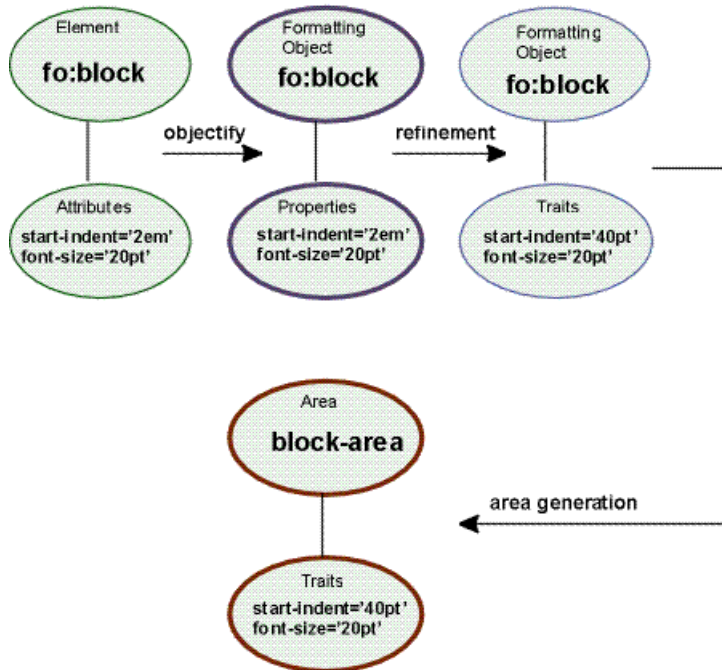 Element
fo:block
objectify
Attributes
start-indent='2em'
font-size='20pt'
Formatting
Object
fo:block
refinement
Properties
start-indent='2em'
font-size='20pt'
Formatting
Object
fo:block
Traits
start-indent='40pt'
font-size='20pt'
area generation
Area
block-area
Traits
start-indent='40pt'
font-size='20pt'